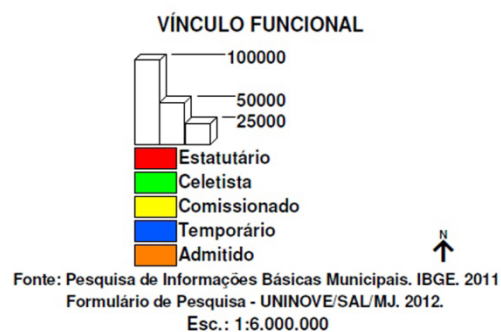 VÍNCULO FUNCIONAL
100000
50000
25000
Estatutário
Celetista
Comissionado
Temporário
Admitido
N
Fonte: Pesquisa de Informações Básicas Municipais. IBGE. 2011
Formulário de Pesquisa - UNINOVE/SAL/MJ. 2012.
Esc.: 1:6.000.000